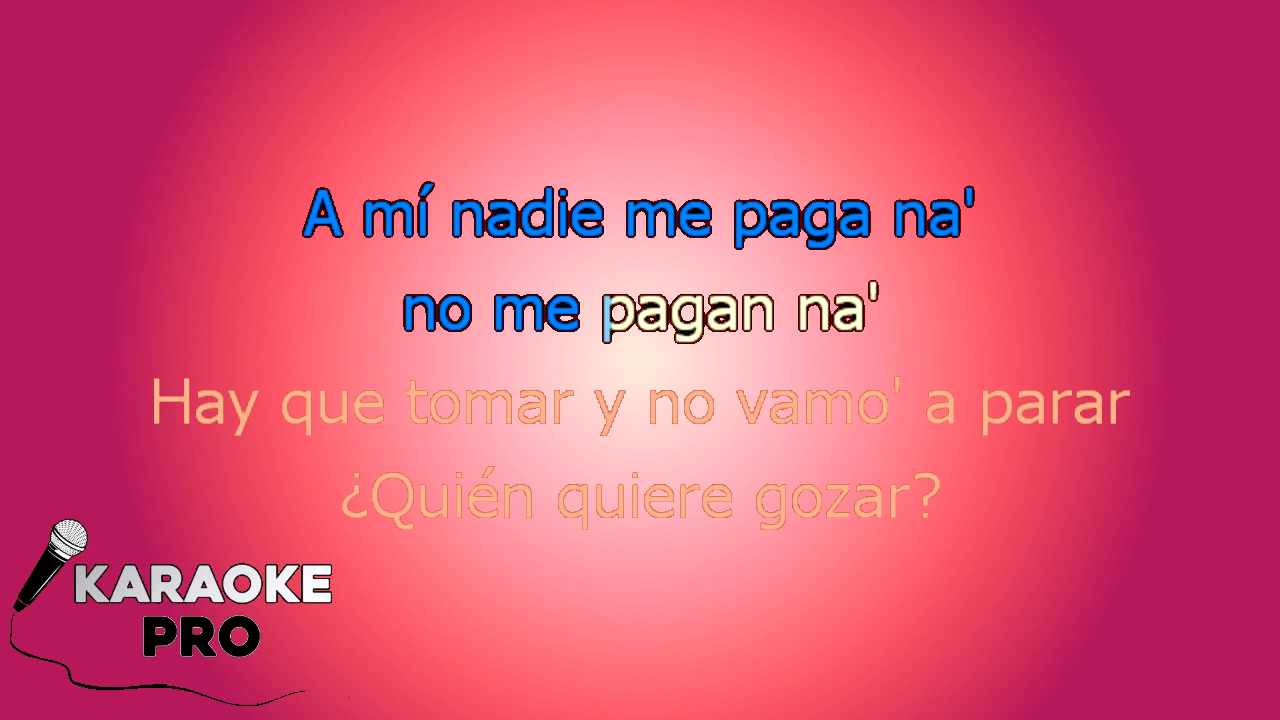 A mí nadie me paga na'
no me pagan na'
Hay que tomar y no vamo' a parar
¿Quién quiere gozar?
KARAOKE
PRO